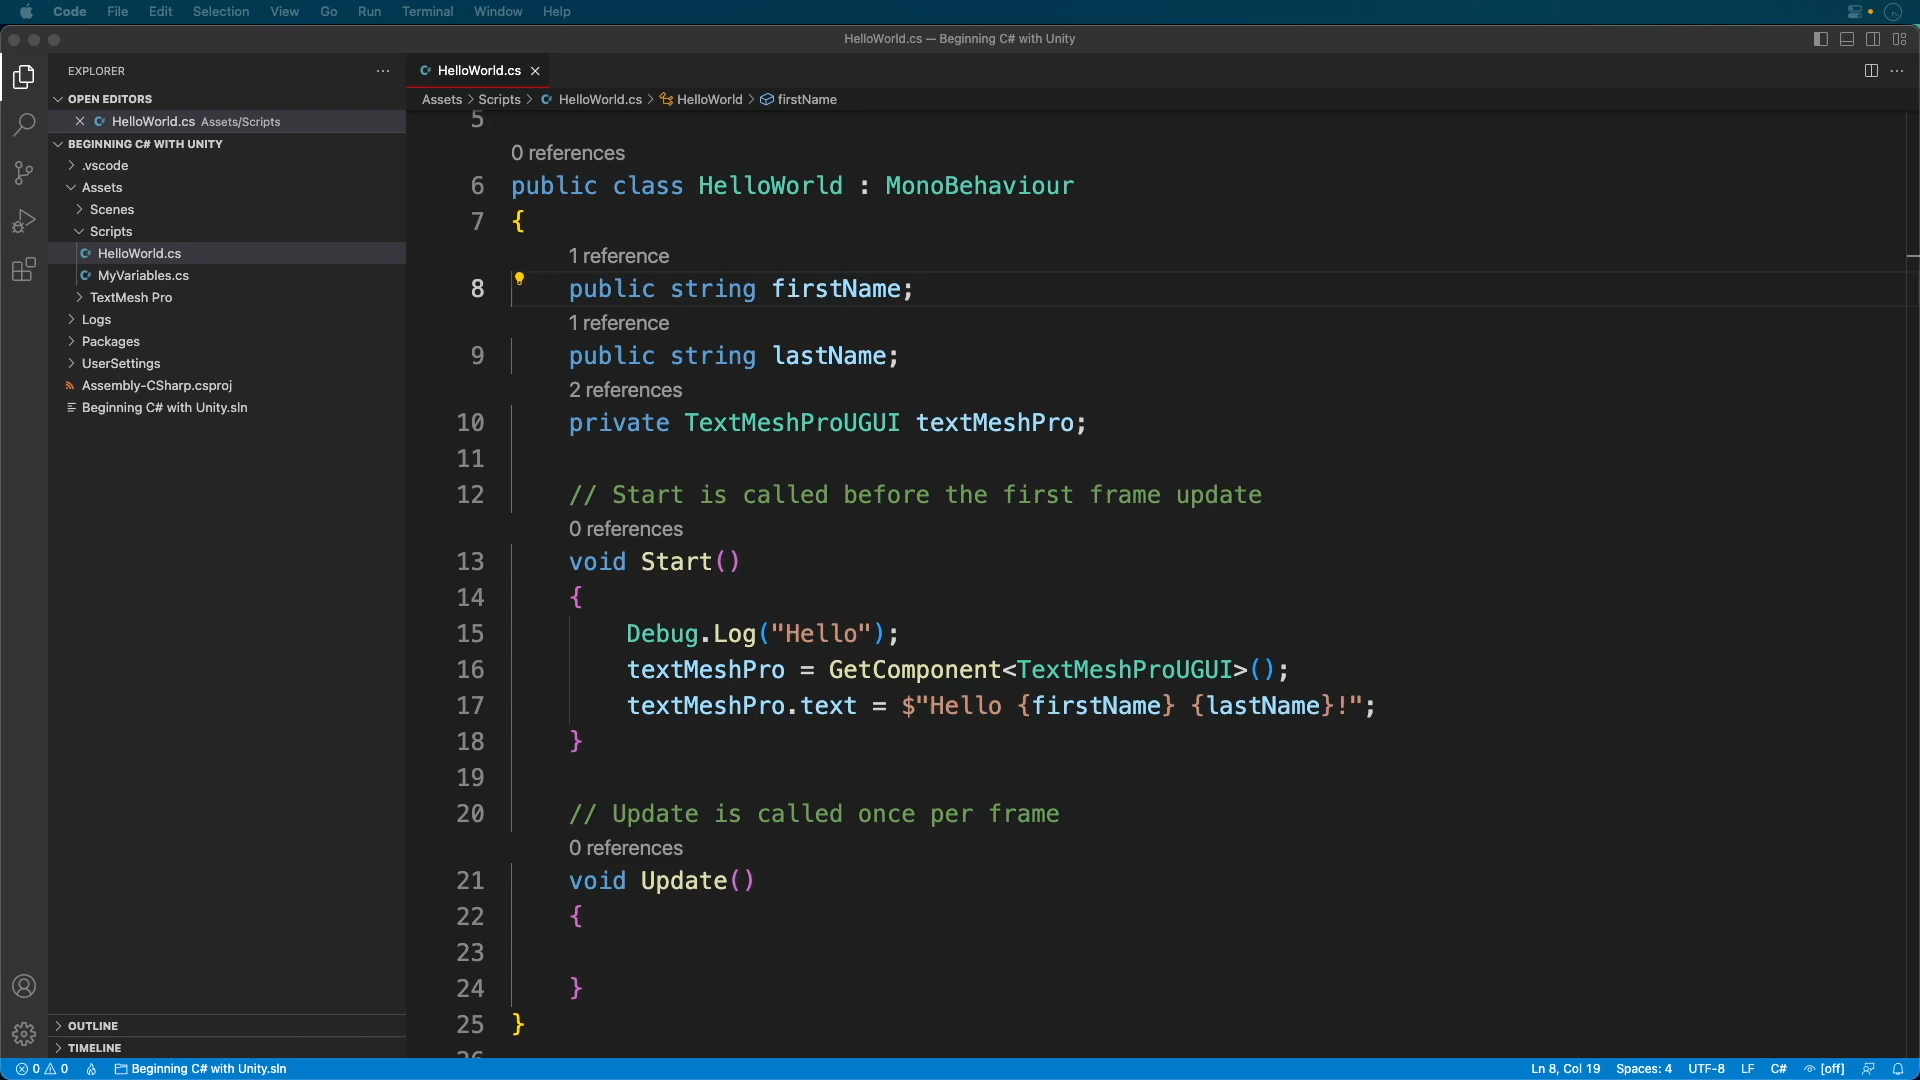 Code File Edit Selection View Go Run Terminal Window Help
HelloWorld.cs — Beginning C# with Unity
EXPLORER
HelloWorld.cs
OPEN EDITORS
Assets > Scripts > HelloWorld.cs > HelloWorld > firstName
HelloWorld.cs Assets/Scripts
BEGINNING C# WITH UNITY
.vscode
Assets
Scenes
Scripts
HelloWorld.cs
MyVariables.cs
TextMesh Pro
Logs
Packages
UserSettings
Assembly-CSharp.csproj
Beginning C# with Unity.sln
OUTLINE
TIMELINE
5
0 references
6 public class HelloWorld : MonoBehaviour
7 {
1 reference
8 public string firstName;
1 reference
9 public string lastName;
2 references
10 private TextMeshProUGUI textMeshPro;
11
12 // Start is called before the first frame update
0 references
13 void Start()
14 {
15 Debug.Log("Hello");
16 textMeshPro = GetComponent<TextMeshProUGUI>();
17 textMeshPro.text = $"Hello {firstName} {lastName}!";
18 }
19
20 // Update is called once per frame
0 references
21 void Update()
22 {
23
24 }
25 }
26
0 0 Beginning C# with Unity.sln Ln 8, Col 19 Spaces: 4 UTF-8 LF C# [off]